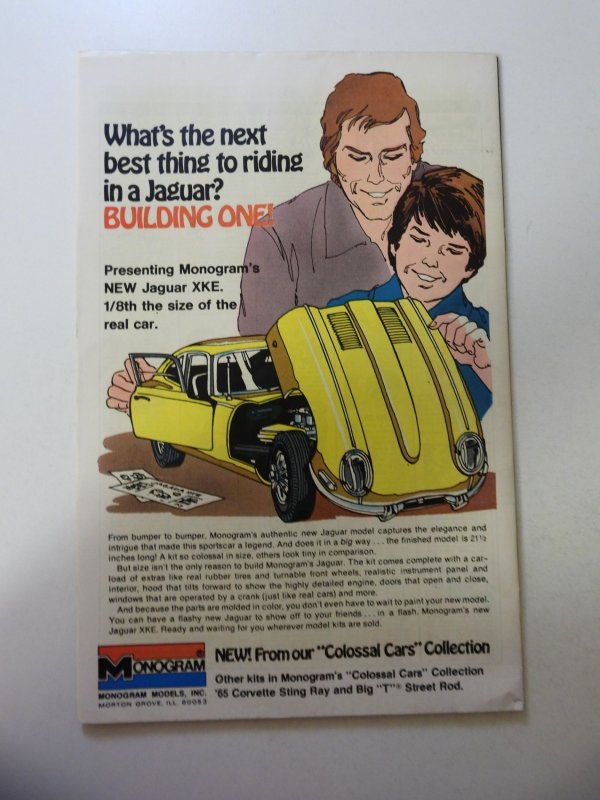 What's the next
best thing to riding
in a Jaguar?
BUILDING ONE!
Presenting Monogram's
NEW Jaguar XKE.
1/8th the size of the
real car.
From bumper to bumper, Monogram's authentic new Jaguar model captures the elegance and
intrigue that made this sportscar a legend. And does it in a big way . . . the finished model is 21½
inches long! A kit so colossal in size, others look tiny in comparison.
But size isn't the only reason to build Monogram's Jaguar. The kit comes complete with a car-
load of extras like real rubber tires and turnable front wheels, realistic instrument panel and
interior, hood that tilts forward to show the highly detailed engine, doors that open and close,
windows that are operated by a crank (just like real cars) and more.
And because the parts are molded in color, you don't even have to wait to paint your new model.
You can have a flashy new Jaguar to show off to your friends . . . in a flash. Monogram's new
Jaguar XKE. Ready and waiting for you wherever model kits are sold.
MONOGRAM®
MONOGRAM MODELS, INC.
MORTON GROVE, ILL. 60053
NEW! From our "Colossal Cars" Collection
Other kits in Monogram's "Colossal Cars" Collection
'65 Corvette Sting Ray and Big "T"® Street Rod.